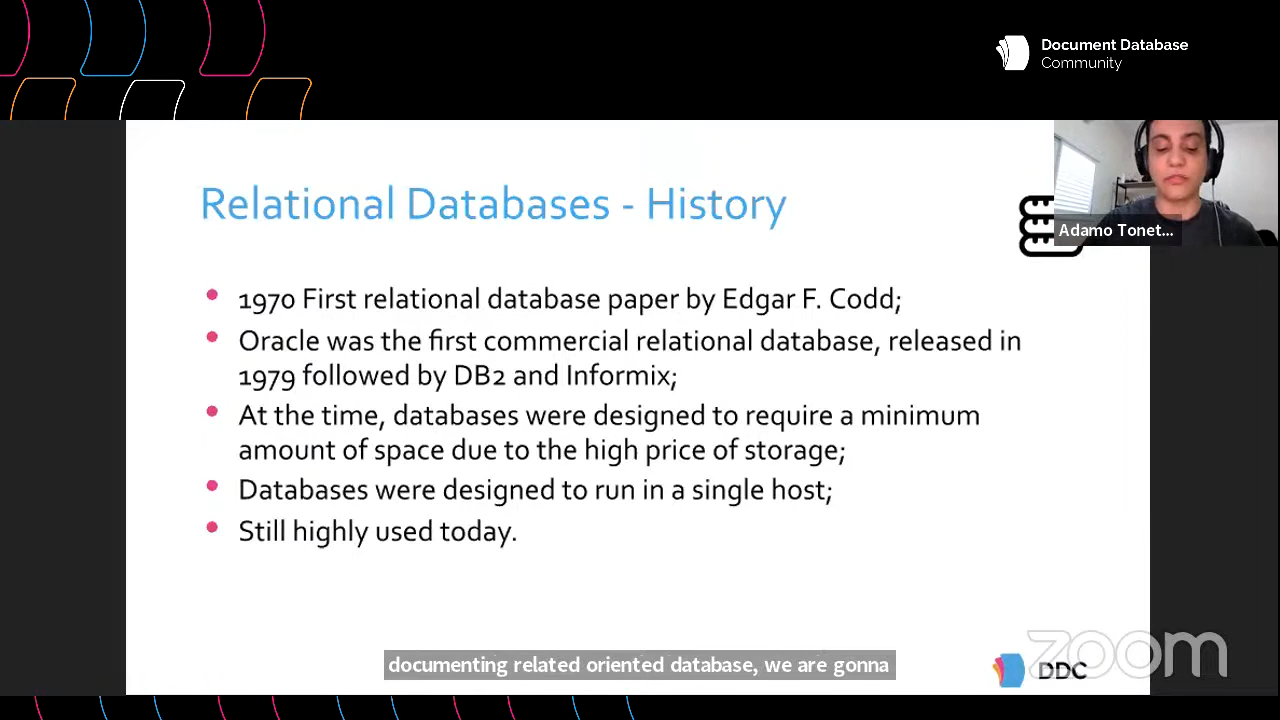 Document Database
Community
Adamo Tonet...
Relational Databases - History
1970 First relational database paper by Edgar F. Codd;
Oracle was the first commercial relational database, released in
1979 followed by DB2 and Informix;
At the time, databases were designed to require a minimum
amount of space due to the high price of storage;
Databases were designed to run in a single host;
Still highly used today.
documenting related oriented database, we are gonna
zoom
DDC